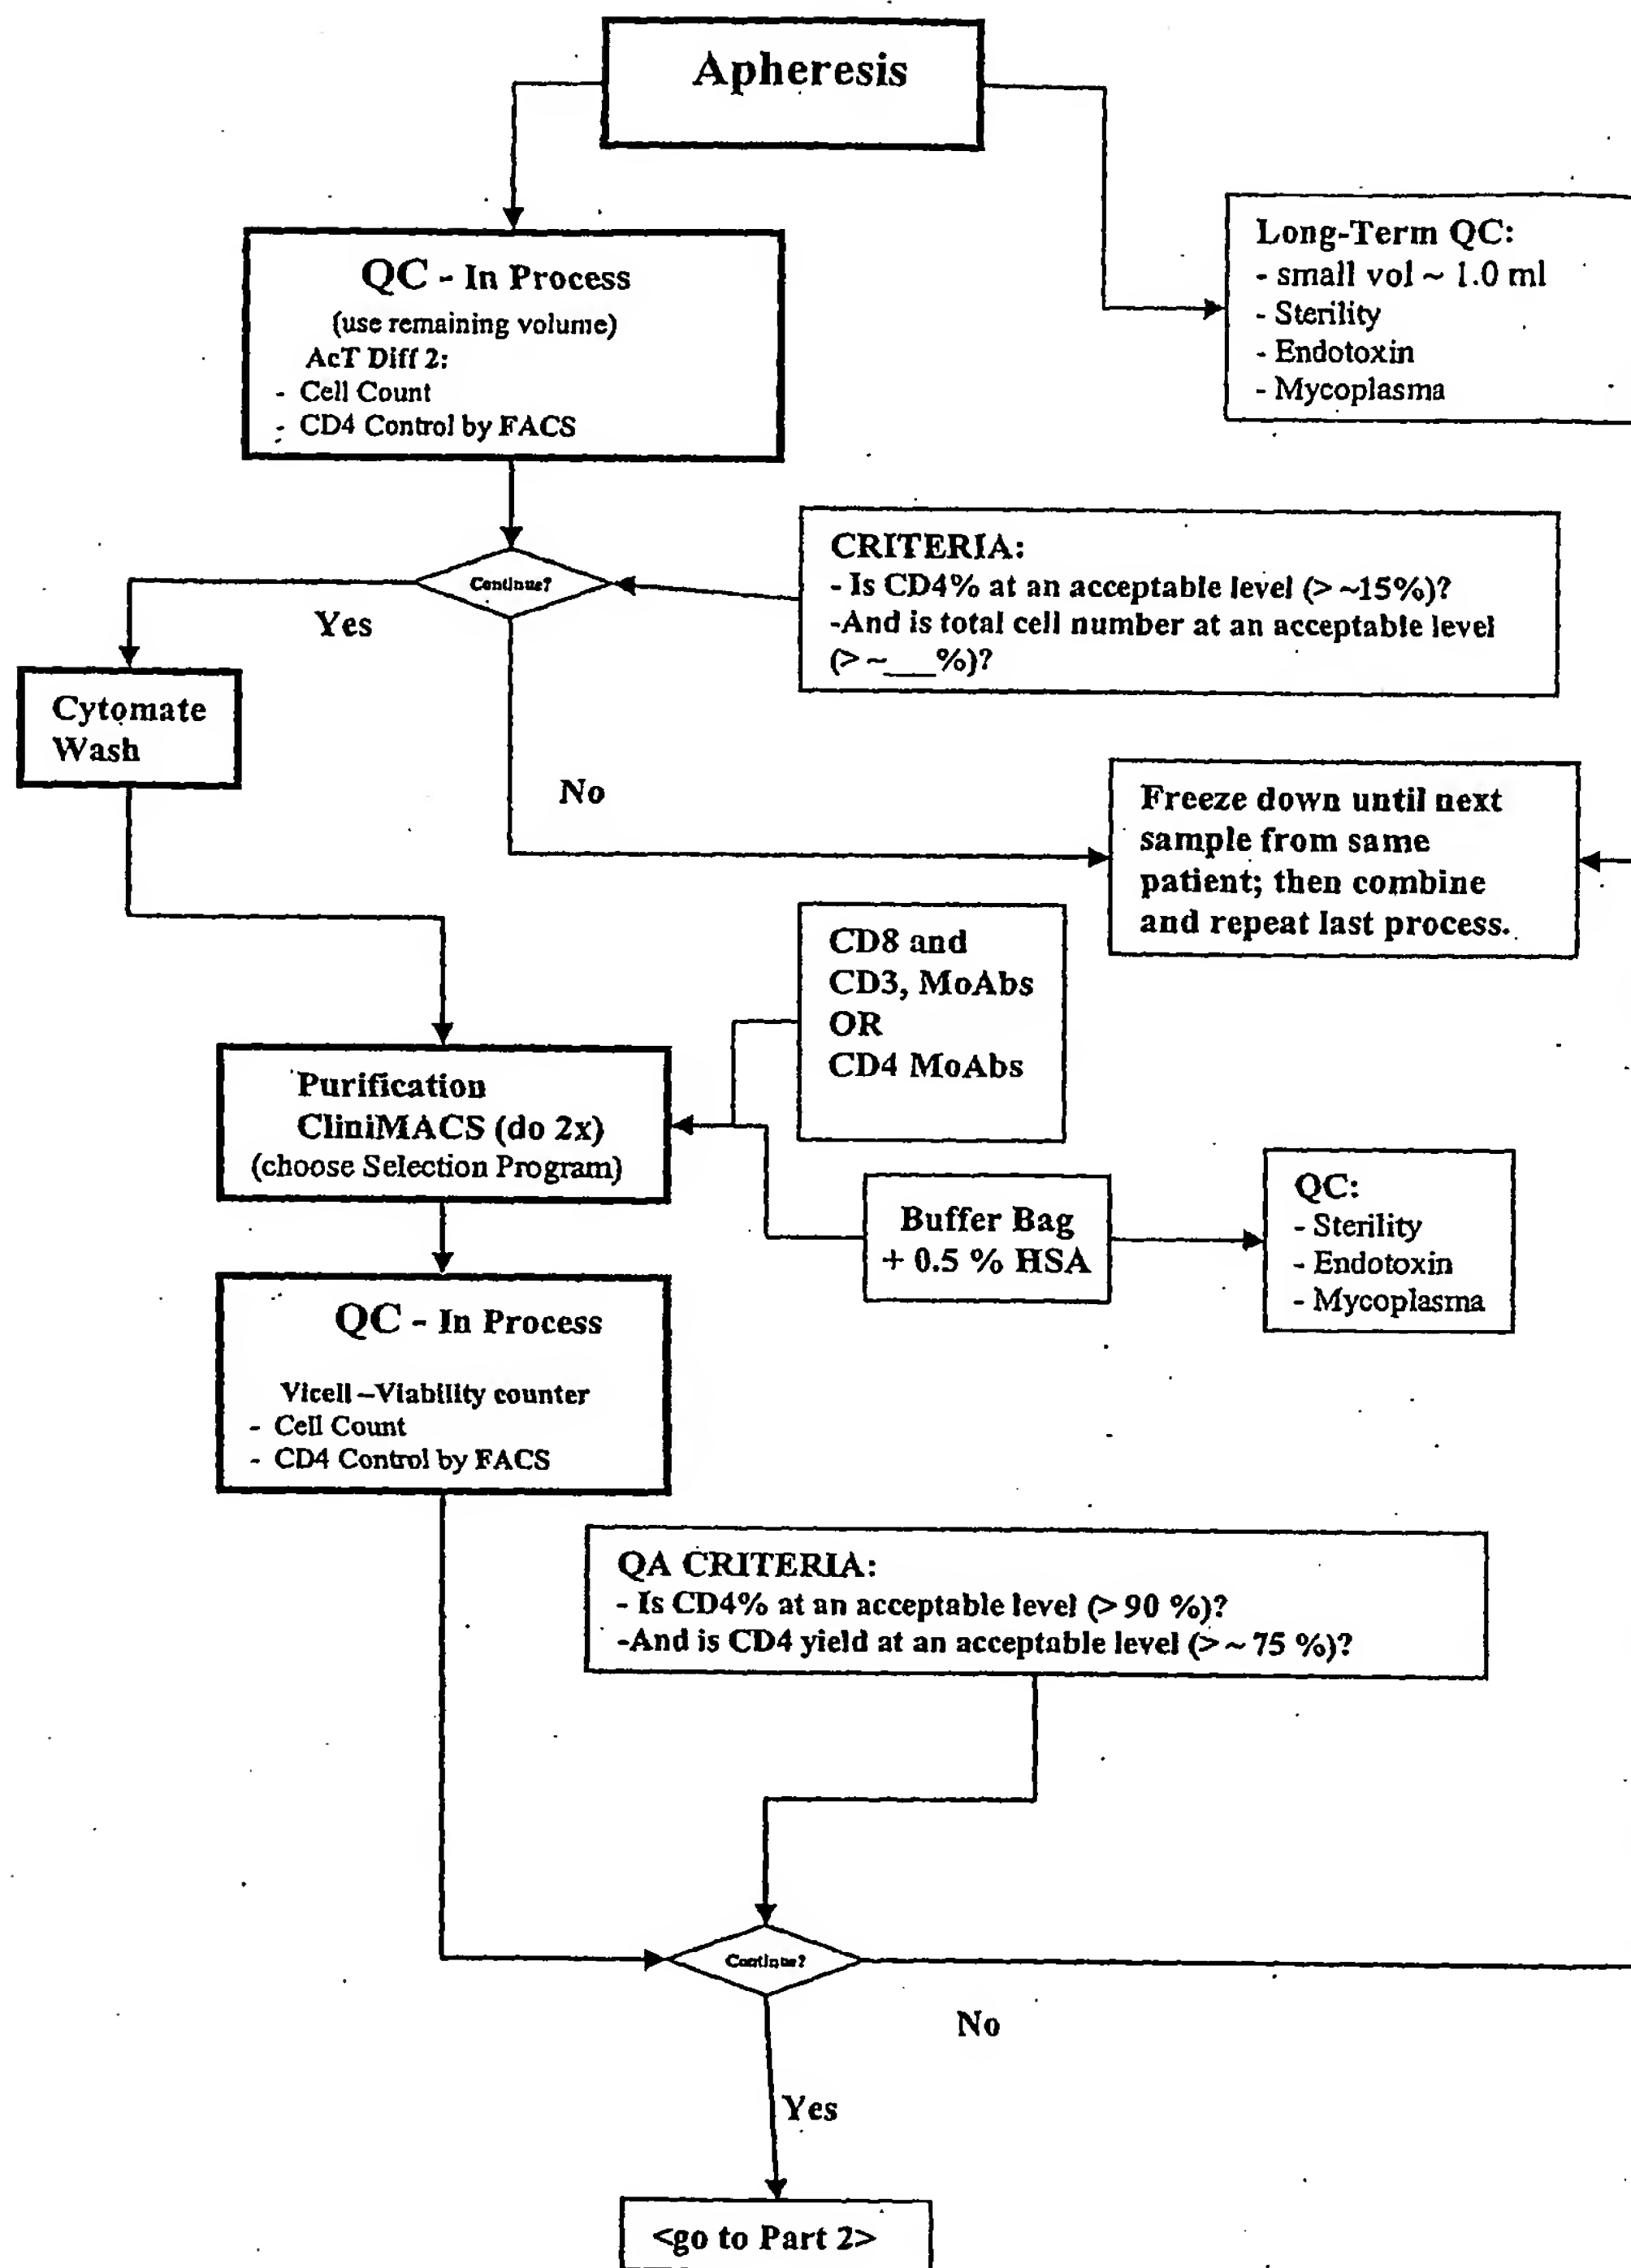 Apheresis
Long-Term QC:
- small vol ~ 1.0 ml
- Sterility
- Endotoxin
- Mycoplasma
QC - In Process
(use remaining volume)
AcT Diff 2:
- Cell Count
- CD4 Control by FACS
CRITERIA:
- Is CD4% at an acceptable level (> ~15%)?
-And is total cell number at an acceptable level
(> ~___%)?
Continue?
Yes
Cytomate
Wash
No
Freeze down until next
sample from same
patient; then combine
and repeat last process.
CD8 and
CD3, MoAbs
OR
CD4 MoAbs
Purification
CliniMACS (do 2x)
(choose Selection Program)
Buffer Bag
+ 0.5 % HSA
QC:
- Sterility
- Endotoxin
- Mycoplasma
QC - In Process
Vicell –Viability counter
- Cell Count
- CD4 Control by FACS
QA CRITERIA:
- Is CD4% at an acceptable level (> 90 %)?
-And is CD4 yield at an acceptable level (> ~ 75 %)?
Continue?
No
Yes
<go to Part 2>